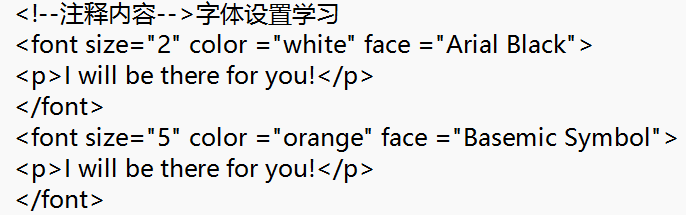 <!--注释内容-->字体设置学习
<font size="2" color ="white" face ="Arial Black">
<p>I will be there for you!</p>
</font>
<font size="5" color ="orange" face ="Basemic Symbol">
<p>I will be there for you!</p>
</font>